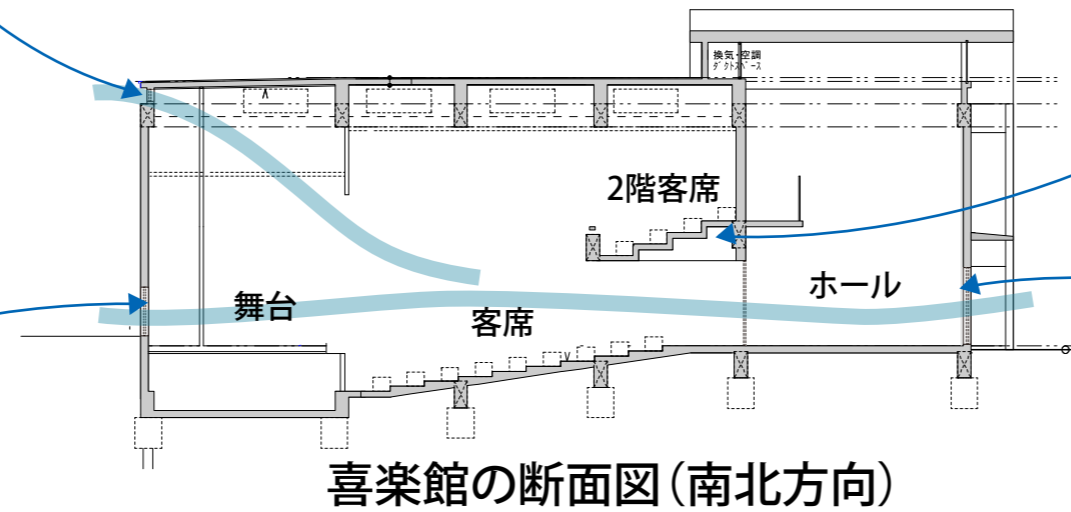 換気・空調
ダクトスペース
2階客席
ホール
舞台
客席
喜楽館の断面図（南北方向）